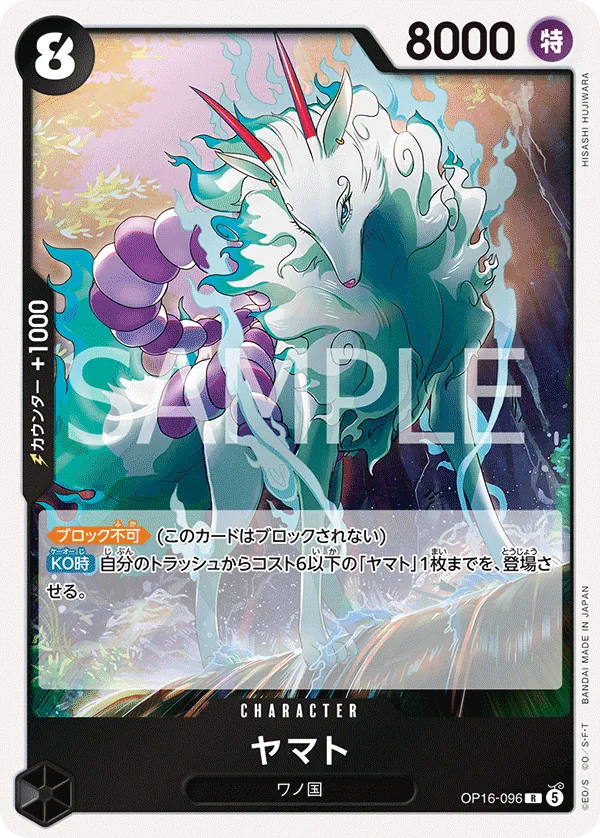 8
8000 特
HISASHI HUJIWARA
カウンター +1000
SAMPLE
ブロック不可 (このカードはブロックされない)
KO時 自分のトラッシュからコスト6以下の「ヤマト」1枚までを、登場さ
せる。
CHARACTER
ヤマト
ワノ国
OP16-096 R 5
©E.O/S ©O/S・F・T BANDAI MADE IN JAPAN